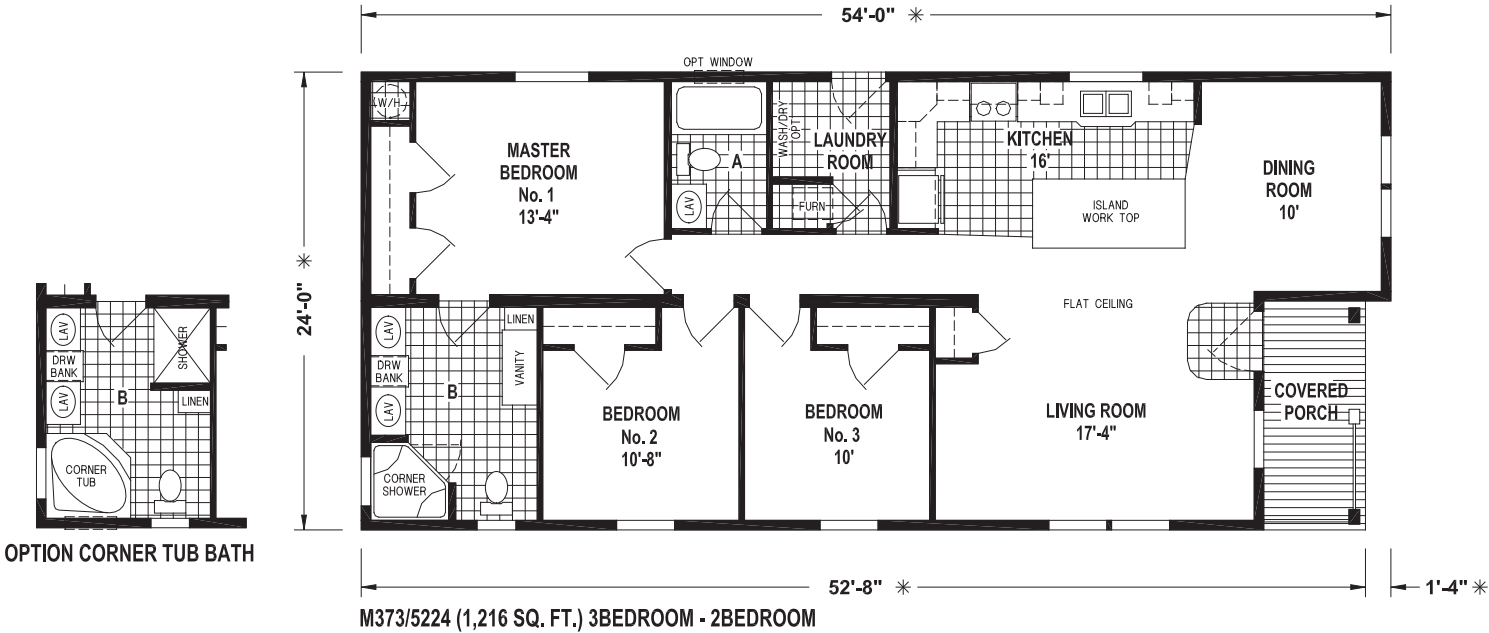 54'-0" ✳
OPT WINDOW
W/H
MASTER
BEDROOM
No. 1
13'-4"
A
LAV
WASH/DRY
OPT
LAUNDRY
ROOM
FURN
KITCHEN
16'
ISLAND
WORK TOP
DINING
ROOM
10'
24'-0" ✳
FLAT CEILING
LAV
DRW
BANK
LAV
B
SHOWER
LINEN
CORNER
TUB
OPTION CORNER TUB BATH
LAV
DRW
BANK
LAV
B
LINEN
VANITY
CORNER
SHOWER
BEDROOM
No. 2
10'-8"
BEDROOM
No. 3
10'
LIVING ROOM
17'-4"
COVERED
PORCH
52'-8" ✳
1'-4" ✳
M373/5224 (1,216 SQ. FT.) 3BEDROOM - 2BEDROOM